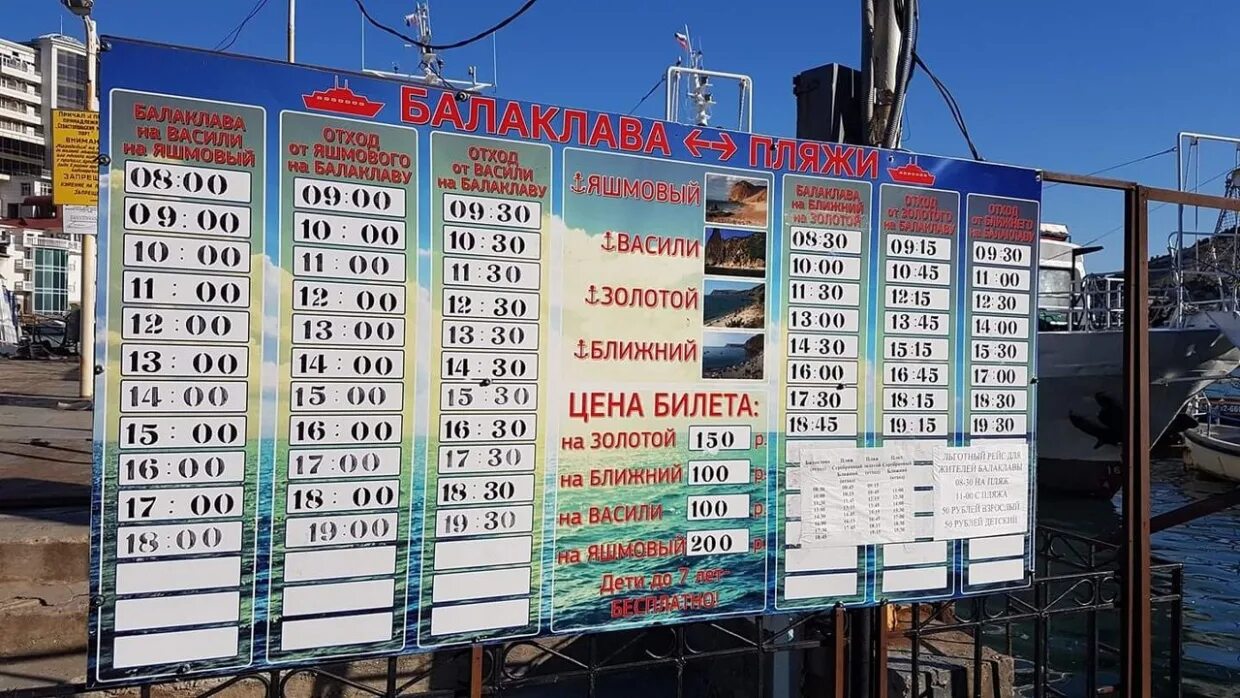 БАЛАКЛАВА ↔ ПЛЯЖИ
БАЛАКЛАВА
на ВАСИЛИ
на ЯШМОВЫЙ
08:00
09:00
10:00
11:00
12:00
13:00
14:00
15:00
16:00
17:00
18:00
ОТХОД
от ЯШМОВОГО
на БАЛАКЛАВУ
09:00
10:00
11:00
12:00
13:00
14:00
15:00
16:00
17:00
18:00
19:00
ОТХОД
от ВАСИЛИ
на БАЛАКЛАВУ
09:30
10:30
11:30
12:30
13:30
14:30
15:30
16:30
17:30
18:30
19:30
ЯШМОВЫЙ
ВАСИЛИ
ЗОЛОТОЙ
БЛИЖНИЙ
ЦЕНА БИЛЕТА:
на ЗОЛОТОЙ 150 р.
на БЛИЖНИЙ 100 р.
на ВАСИЛИ 100 р.
на ЯШМОВЫЙ 200 р.
Дети до 7 лет-
БЕСПЛАТНО!
БАЛАКЛАВА
на БЛИЖНИЙ
на ЗОЛОТОЙ
08:30
10:00
11:30
13:00
14:30
16:00
17:30
18:45
ОТХОД
от ЗОЛОТОГО
на БАЛАКЛАВУ
09:15
10:45
12:15
13:45
15:15
16:45
18:15
19:15
ОТХОД
от БЛИЖНЕГО
на БАЛАКЛАВУ
09:30
11:00
12:30
14:00
15:30
17:00
18:30
19:30
ЛЬГОТНЫЙ РЕЙС ДЛЯ
ЖИТЕЛЕЙ БАЛАКЛАВЫ
08-30 НА ПЛЯЖ
11-00 С ПЛЯЖА
50 РУБЛЕЙ ВЗРОСЛЫЙ
50 РУБЛЕЙ ДЕТСКИЙ